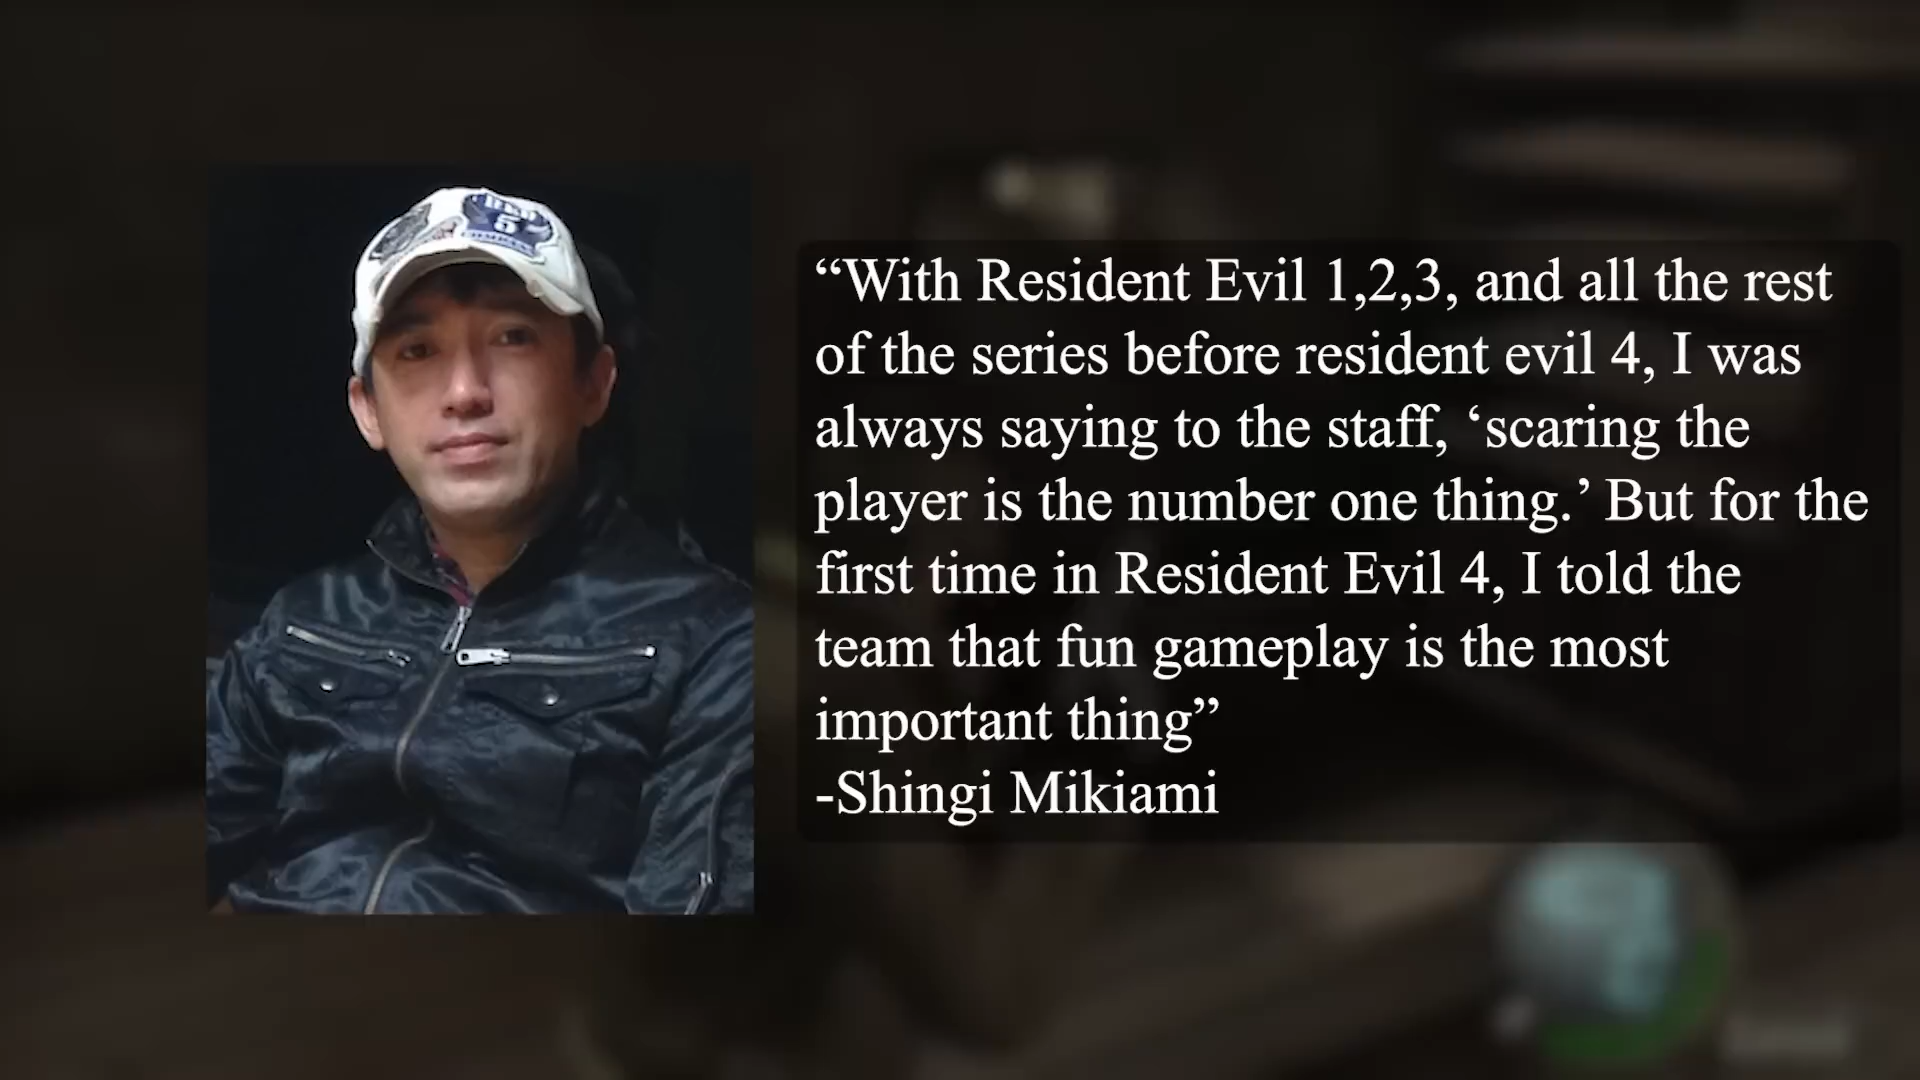 5
“With Resident Evil 1,2,3, and all the rest
of the series before resident evil 4, I was
always saying to the staff, ‘scaring the
player is the number one thing.’ But for the
first time in Resident Evil 4, I told the
team that fun gameplay is the most
important thing”
-Shingi Mikiami